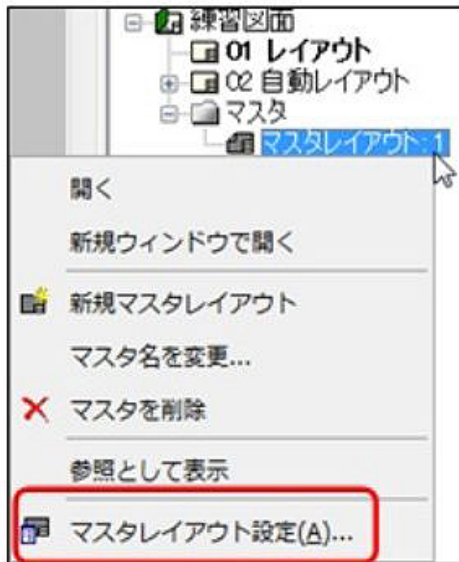 練習図面
01 レイアウト
02 自動レイアウト
マスタ
マスタレイアウト:1
開く
新規ウィンドウで開く
新規マスタレイアウト
マスタ名を変更...
マスタを削除
参照として表示
マスタレイアウト設定(A)...